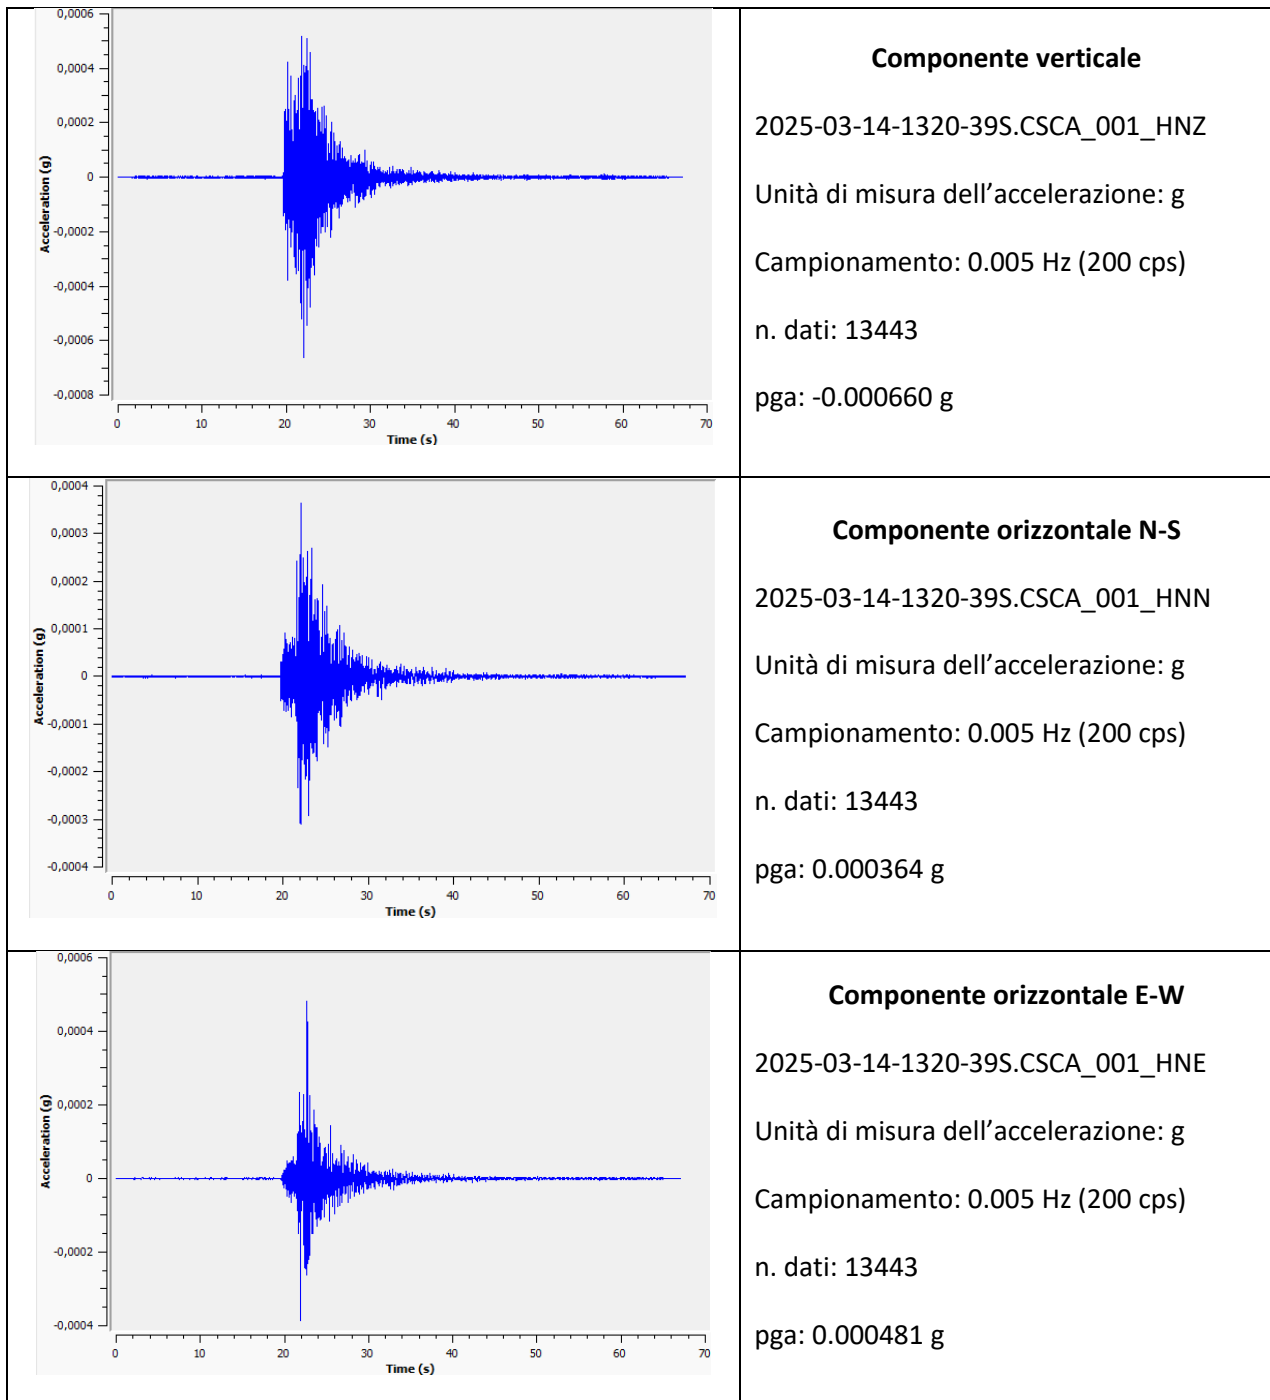 0,0006
0,0004
0,0002
0
-0,0002
-0,0004
-0,0006
-0,0008
Acceleration (g)
0 10 20 30 40 50 60 70
Time (s)
Componente verticale
2025-03-14-1320-39S.CSCA_001_HNZ
Unità di misura dell’accelerazione: g
Campionamento: 0.005 Hz (200 cps)
n. dati: 13443
pga: -0.000660 g
0,0004
0,0003
0,0002
0,0001
0
-0,0001
-0,0002
-0,0003
-0,0004
Acceleration (g)
0 10 20 30 40 50 60 70
Time (s)
Componente orizzontale N-S
2025-03-14-1320-39S.CSCA_001_HNN
Unità di misura dell’accelerazione: g
Campionamento: 0.005 Hz (200 cps)
n. dati: 13443
pga: 0.000364 g
0,0006
0,0004
0,0002
0
-0,0002
-0,0004
Acceleration (g)
0 10 20 30 40 50 60 70
Time (s)
Componente orizzontale E-W
2025-03-14-1320-39S.CSCA_001_HNE
Unità di misura dell’accelerazione: g
Campionamento: 0.005 Hz (200 cps)
n. dati: 13443
pga: 0.000481 g